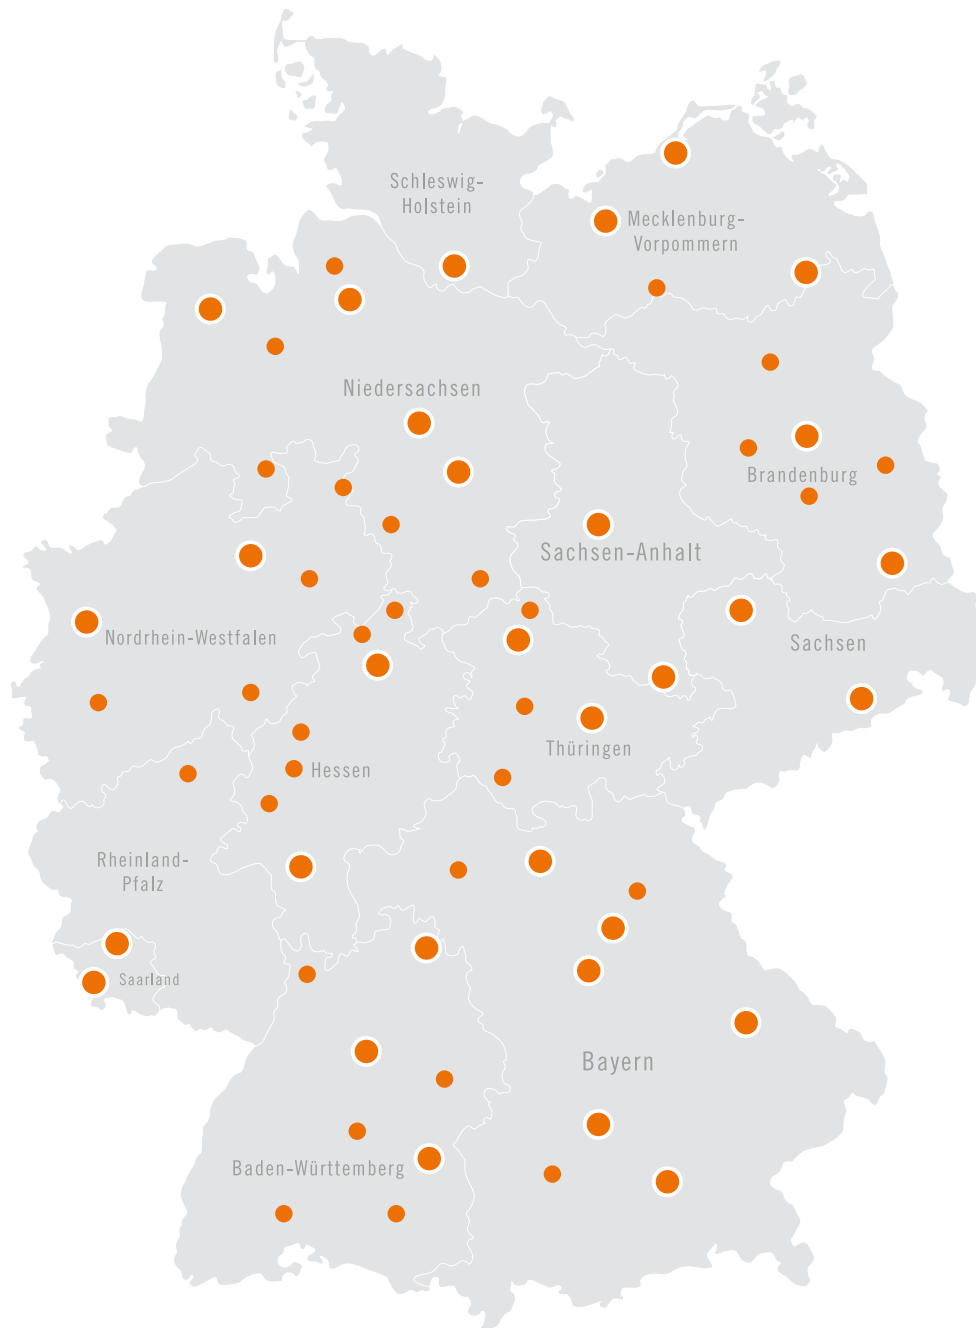 Schleswig-
Holstein
Mecklenburg-
Vorpommern
Niedersachsen
Brandenburg
Sachsen-Anhalt
Nordrhein-Westfalen
Sachsen
Thüringen
Hessen
Rheinland-
Pfalz
Saarland
Bayern
Baden-Württemberg